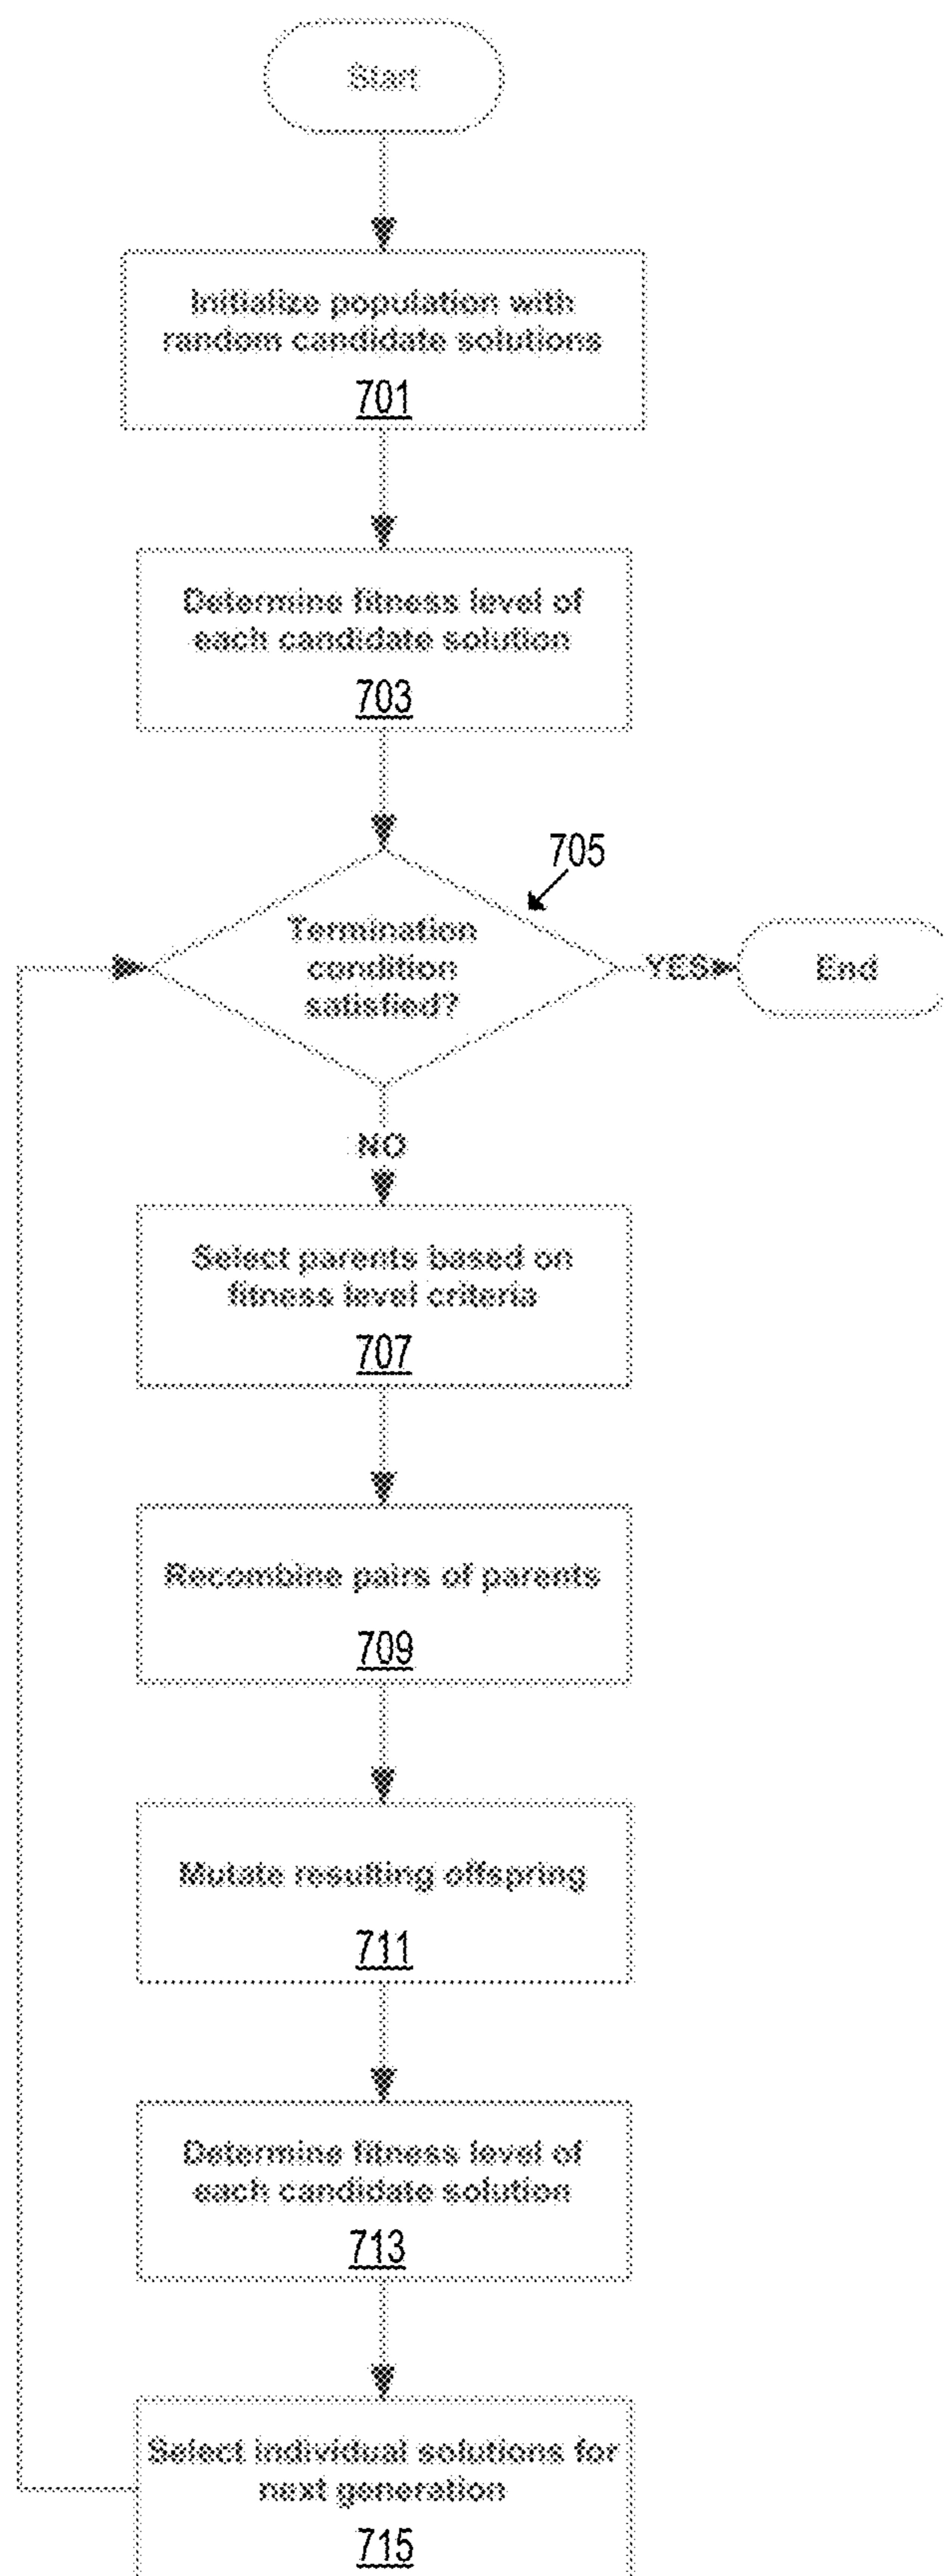 Start
Initialize population with
random candidate solutions
701
Determine fitness level of
each candidate solution
703
705
Termination
condition
satisfied?
YES
End
NO
Select parents based on
fitness level criteria
707
Recombine pairs of parents
709
Mutate resulting offspring
711
Determine fitness level of
each candidate solution
713
Select individual solutions for
next generation
715